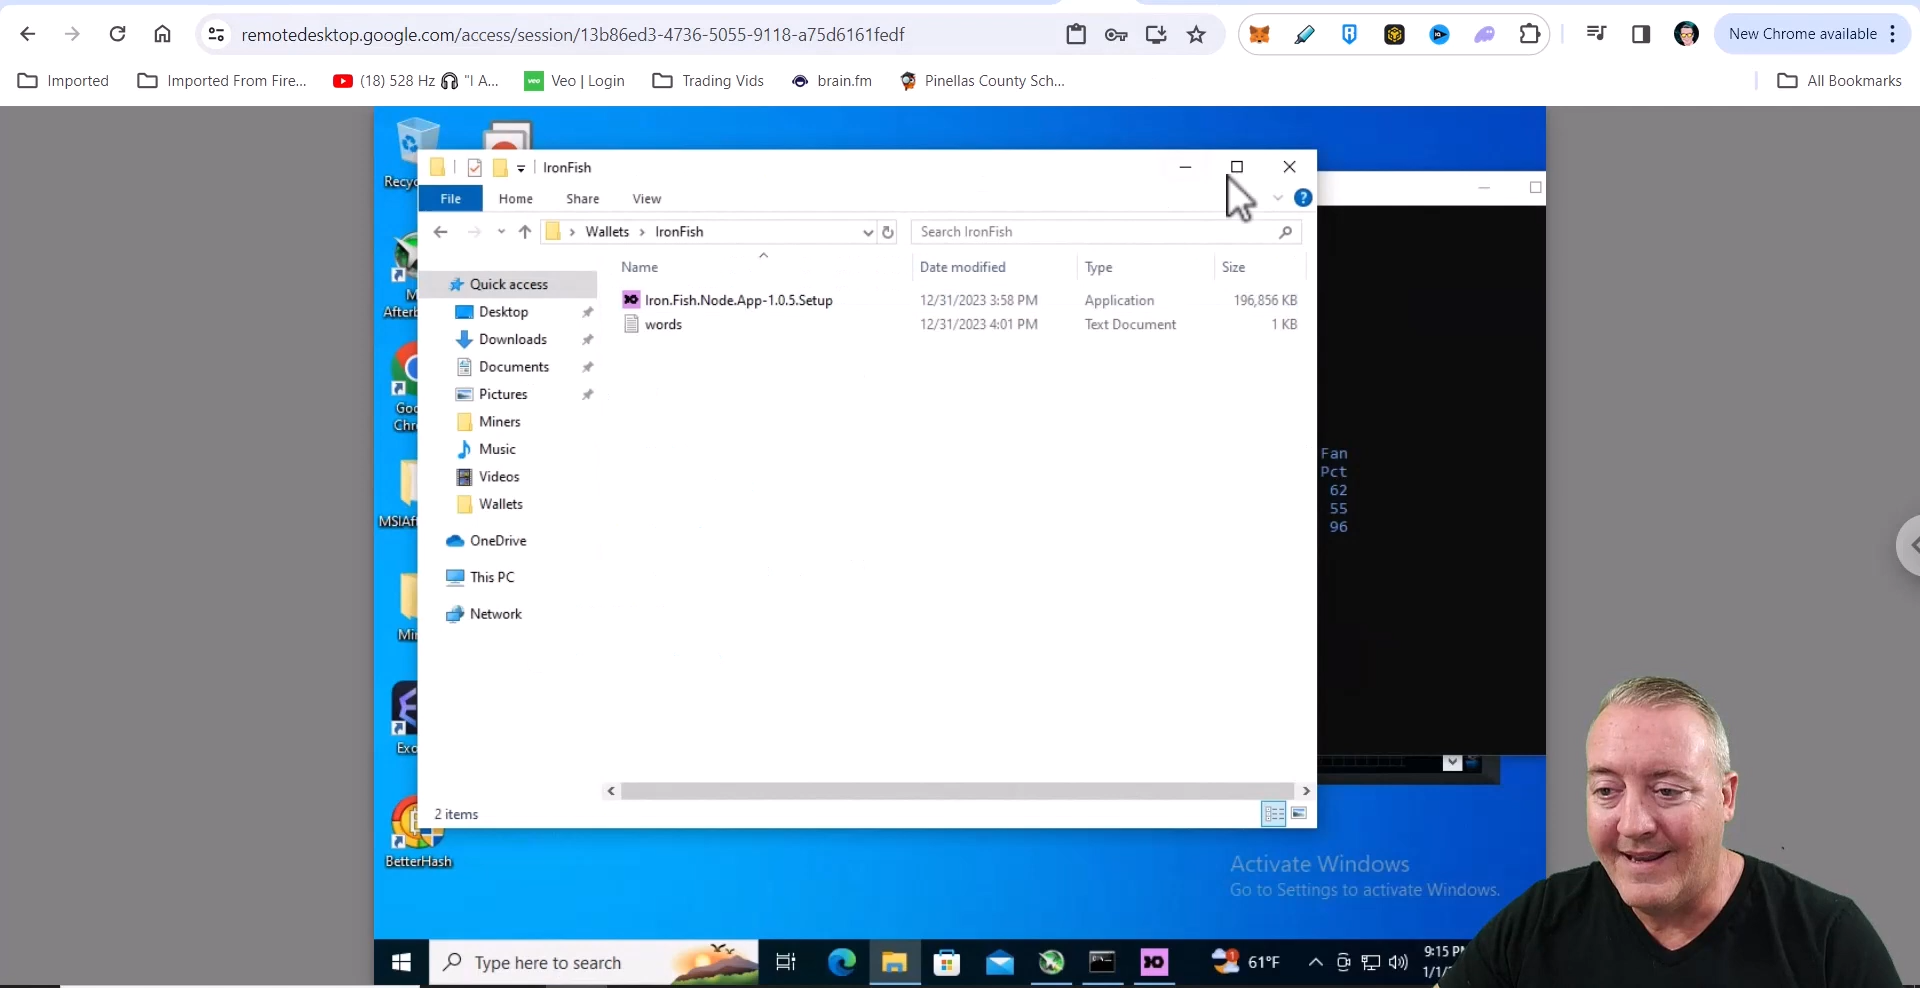 remotedesktop.google.com/access/session/13b86ed3-4736-5055-9118-a75d6161fedf
New Chrome available
Imported
Imported From Fire...
(18) 528 Hz 🎧 "I A...
veo
Veo | Login
Trading Vids
brain.fm
Pinellas County Sch...
All Bookmarks
IronFish
File
Home
Share
View
?
Wallets
IronFish
Search IronFish
Name
Date modified
Type
Size
Quick access
Iron.Fish.Node.App-1.0.5.Setup
12/31/2023 3:58 PM
Application
196,856 KB
Desktop
words
12/31/2023 4:01 PM
Text Document
1 KB
Downloads
Documents
Pictures
Miners
Music
Videos
Wallets
OneDrive
This PC
Network
2 items
Fan
Pct
62
55
96
BetterHash
Activate Windows
Go to Settings to activate Windows.
Type here to search
61°F
9:15 PM